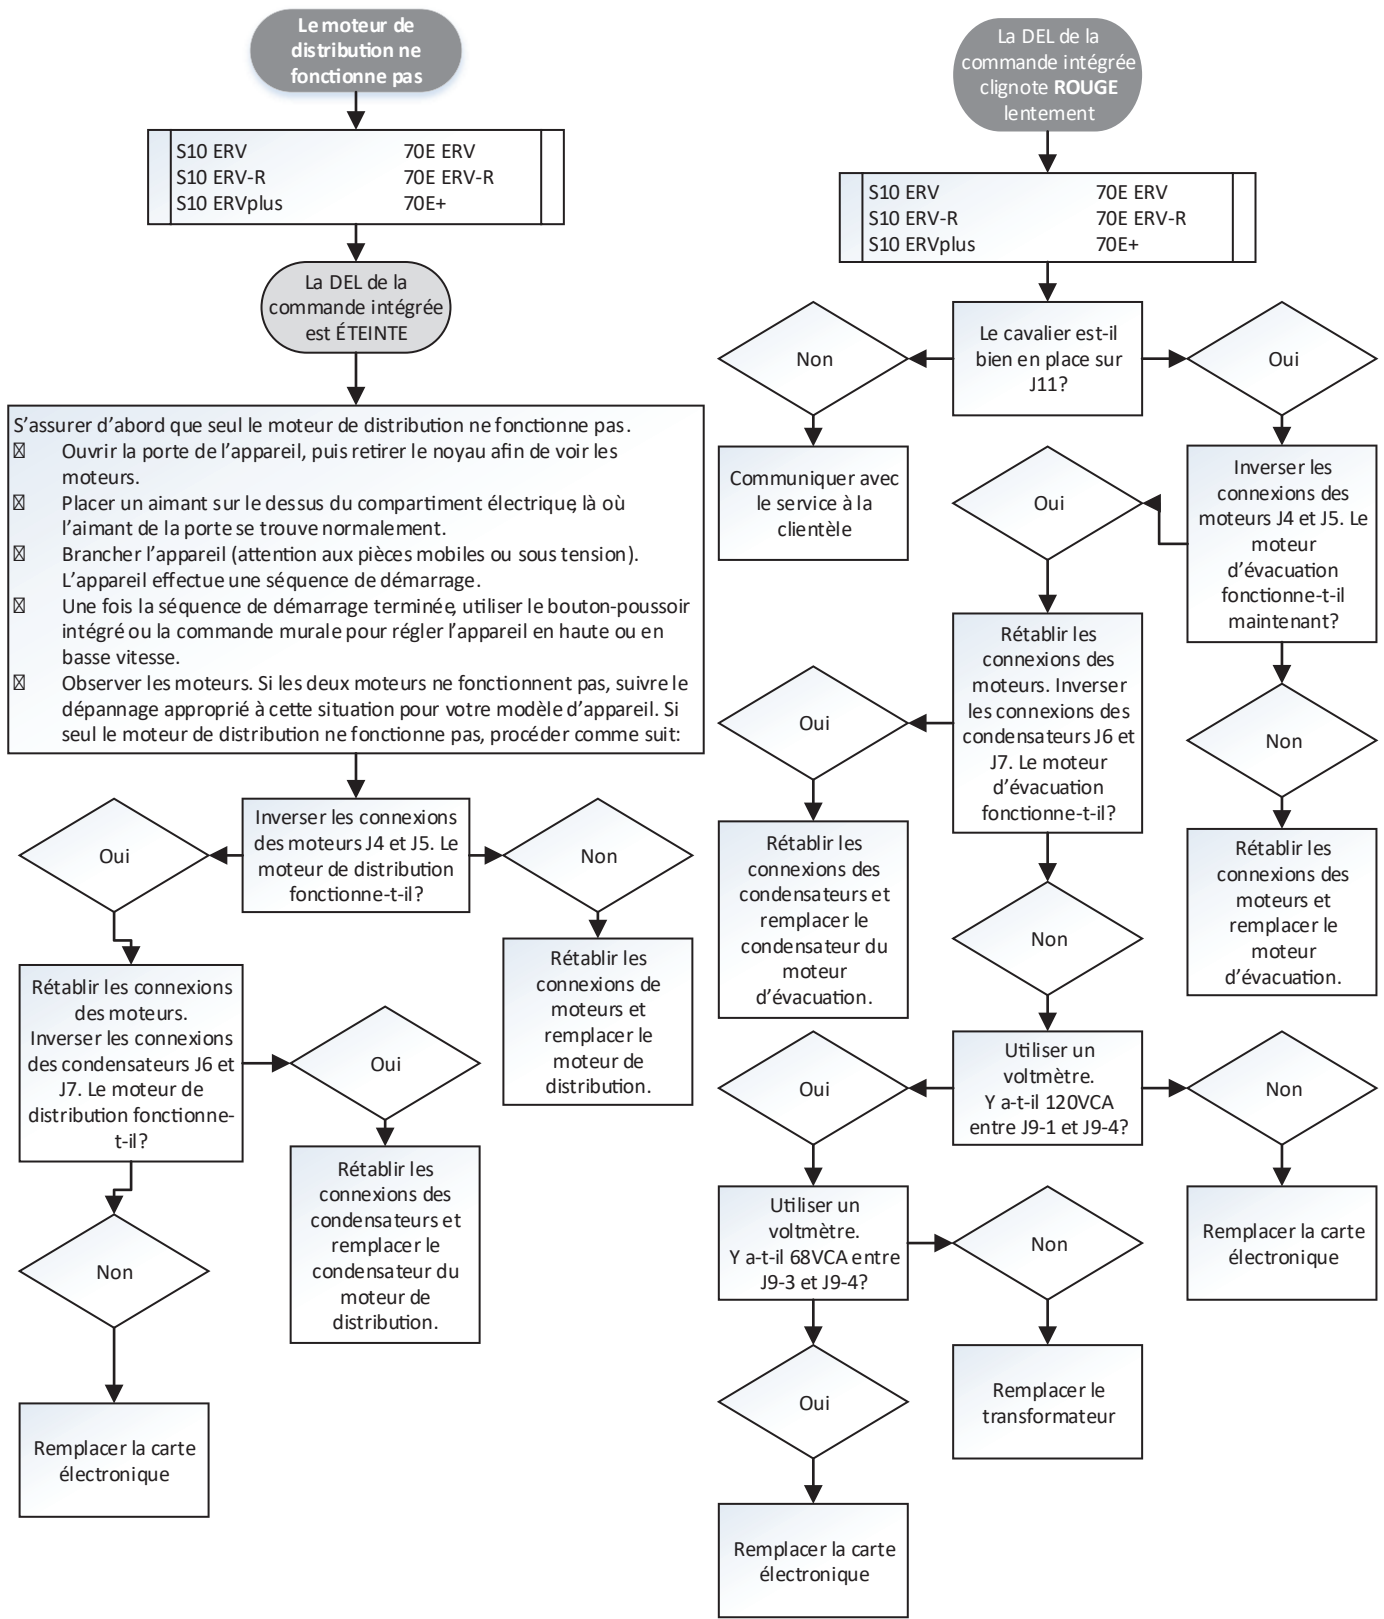 Le moteur de
distribution ne
fonctionne pas
S10 ERV 70E ERV
S10 ERV-R 70E ERV-R
S10 ERVplus 70E+
La DEL de la
commande intégrée
est ÉTEINTE
S’assurer d’abord que seul le moteur de distribution ne fonctionne pas.
Ouvrir la porte de l’appareil, puis retirer le noyau afin de voir les
moteurs.
Placer un aimant sur le dessus du compartiment électrique, là où
l’aimant de la porte se trouve normalement.
Brancher l’appareil (attention aux pièces mobiles ou sous tension).
L’appareil effectue une séquence de démarrage.
Une fois la séquence de démarrage terminée, utiliser le bouton-poussoir
intégré ou la commande murale pour régler l’appareil en haute ou en
basse vitesse.
Observer les moteurs. Si les deux moteurs ne fonctionnent pas, suivre le
dépannage approprié à cette situation pour votre modèle d’appareil. Si
seul le moteur de distribution ne fonctionne pas, procéder comme suit:
Inverser les connexions
des moteurs J4 et J5. Le
moteur de distribution
fonctionne-t-il?
Oui
Non
Rétablir les connexions
des moteurs.
Inverser les connexions
des condensateurs J6 et
J7. Le moteur de
distribution fonctionne-
t-il?
Rétablir les
connexions de
moteurs et
remplacer le
moteur de
distribution.
Oui
Rétablir les
connexions des
condensateurs et
remplacer le
condensateur du
moteur de
distribution.
Non
Remplacer la carte
électronique
La DEL de la
commande intégrée
clignote ROUGE
lentement
S10 ERV 70E ERV
S10 ERV-R 70E ERV-R
S10 ERVplus 70E+
Le cavalier est-il
bien en place sur
J11?
Non
Oui
Communiquer avec
le service à la
clientèle
Inverser les
connexions des
moteurs J4 et J5. Le
moteur
d’évacuation
fonctionne-t-il
maintenant?
Oui
Non
Rétablir les
connexions des
moteurs. Inverser
les connexions des
condensateurs J6 et
J7. Le moteur
d’évacuation
fonctionne-t-il?
Oui
Rétablir les
connexions des
moteurs et
remplacer le
moteur
d’évacuation.
Rétablir les
connexions des
condensateurs et
remplacer le
condensateur du
moteur
d’évacuation.
Non
Utiliser un
voltmètre.
Y a-t-il 120VCA
entre J9-1 et J9-4?
Oui
Non
Remplacer la carte
électronique
Utiliser un
voltmètre.
Y a-t-il 68VCA entre
J9-3 et J9-4?
Non
Remplacer le
transformateur
Oui
Remplacer la carte
électronique